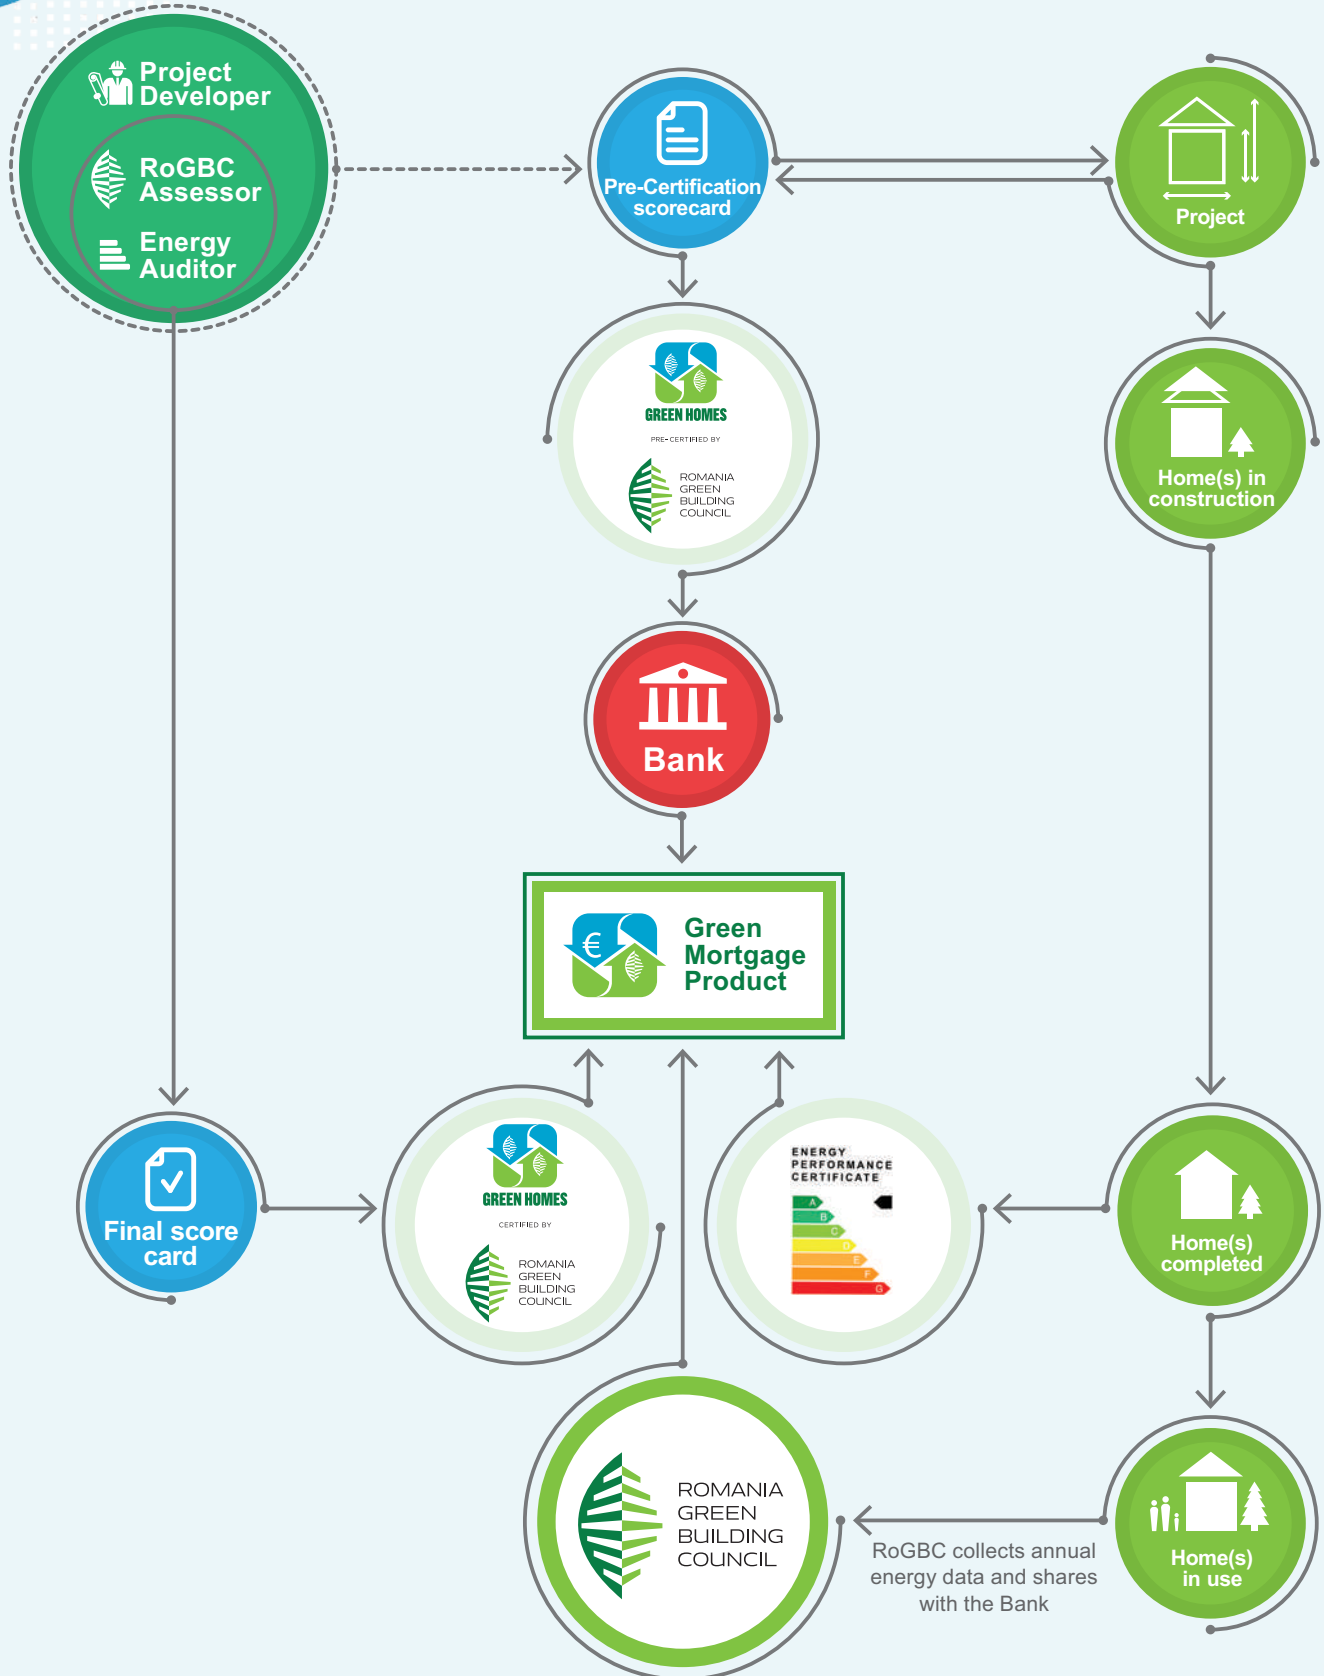 Project
Developer
RoGBC
Assessor
Energy
Auditor
Pre-Certification
scorecard
Project
GREEN HOMES
PRE-CERTIFIED BY
ROMANIA
GREEN
BUILDING
COUNCIL
Home(s) in
construction
Bank
€
Green
Mortgage
Product
Final score
card
GREEN HOMES
CERTIFIED BY
ROMANIA
GREEN
BUILDING
COUNCIL
ENERGY
PERFORMANCE
CERTIFICATE
A
B
C
D
E
F
G
Home(s)
completed
ROMANIA
GREEN
BUILDING
COUNCIL
RoGBC collects annual
energy data and shares
with the Bank
Home(s)
in use